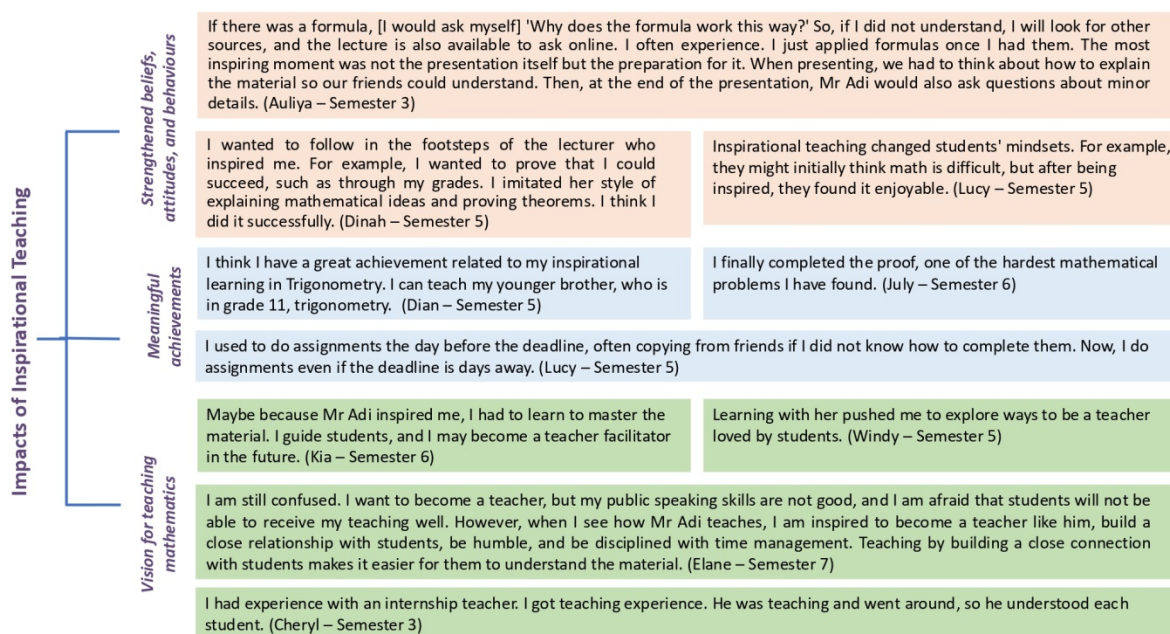 Impacts of Inspirational Teaching
Strengthened beliefs,
attitudes, and behaviours
If there was a formula, [I would ask myself] 'Why does the formula work this way?' So, if I did not understand, I will look for other
sources, and the lecture is also available to ask online. I often experience. I just applied formulas once I had them. The most
inspiring moment was not the presentation itself but the preparation for it. When presenting, we had to think about how to explain
the material so our friends could understand. Then, at the end of the presentation, Mr Adi would also ask questions about minor
details. (Auliya – Semester 3)
I wanted to follow in the footsteps of the lecturer who
inspired me. For example, I wanted to prove that I could
succeed, such as through my grades. I imitated her style of
explaining mathematical ideas and proving theorems. I think I
did it successfully. (Dinah – Semester 5)
Inspirational teaching changed students' mindsets. For example,
they might initially think math is difficult, but after being
inspired, they found it enjoyable. (Lucy – Semester 5)
Meaningful
achievements
I think I have a great achievement related to my inspirational
learning in Trigonometry. I can teach my younger brother, who is
in grade 11, trigonometry. (Dian – Semester 5)
I finally completed the proof, one of the hardest mathematical
problems I have found. (July – Semester 6)
I used to do assignments the day before the deadline, often copying from friends if I did not know how to complete them. Now, I do
assignments even if the deadline is days away. (Lucy – Semester 5)
Vision for teaching
mathematics
Maybe because Mr Adi inspired me, I had to learn to master the
material. I guide students, and I may become a teacher facilitator
in the future. (Kia – Semester 6)
Learning with her pushed me to explore ways to be a teacher
loved by students. (Windy – Semester 5)
I am still confused. I want to become a teacher, but my public speaking skills are not good, and I am afraid that students will not be
able to receive my teaching well. However, when I see how Mr Adi teaches, I am inspired to become a teacher like him, build a
close relationship with students, be humble, and be disciplined with time management. Teaching by building a close connection
with students makes it easier for them to understand the material. (Elane – Semester 7)
I had experience with an internship teacher. I got teaching experience. He was teaching and went around, so he understood each
student. (Cheryl – Semester 3)